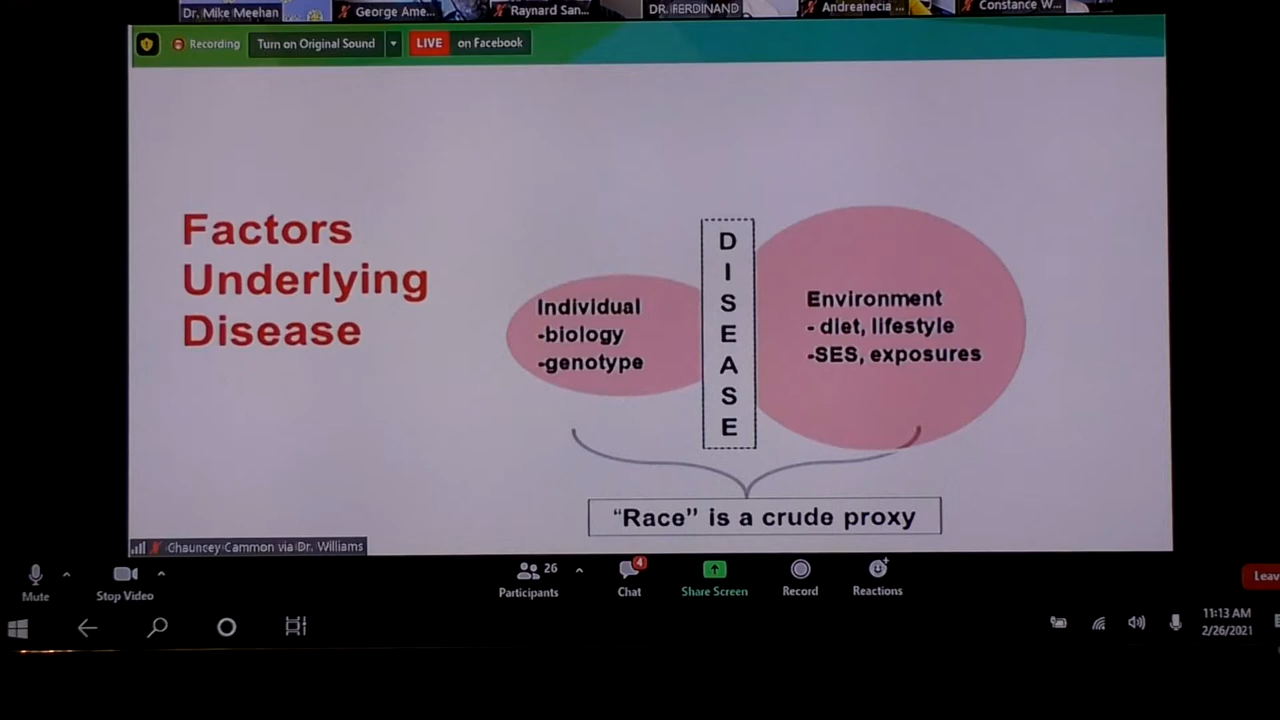 Dr. Mike Meehan
George Ame...
Raynard San...
DR. FERDINAND
Andreanecia ...
Constance W...
Recording
Turn on Original Sound
LIVE on Facebook
Factors
Underlying
Disease
Individual
-biology
-genotype
DISEASE
Environment
- diet, lifestyle
-SES, exposures
“Race” is a crude proxy
Chauncey Cammon via Dr. Williams
Mute
Stop Video
26
Participants
4
Chat
Share Screen
Record
Reactions
Leav
11:13 AM
2/26/2021